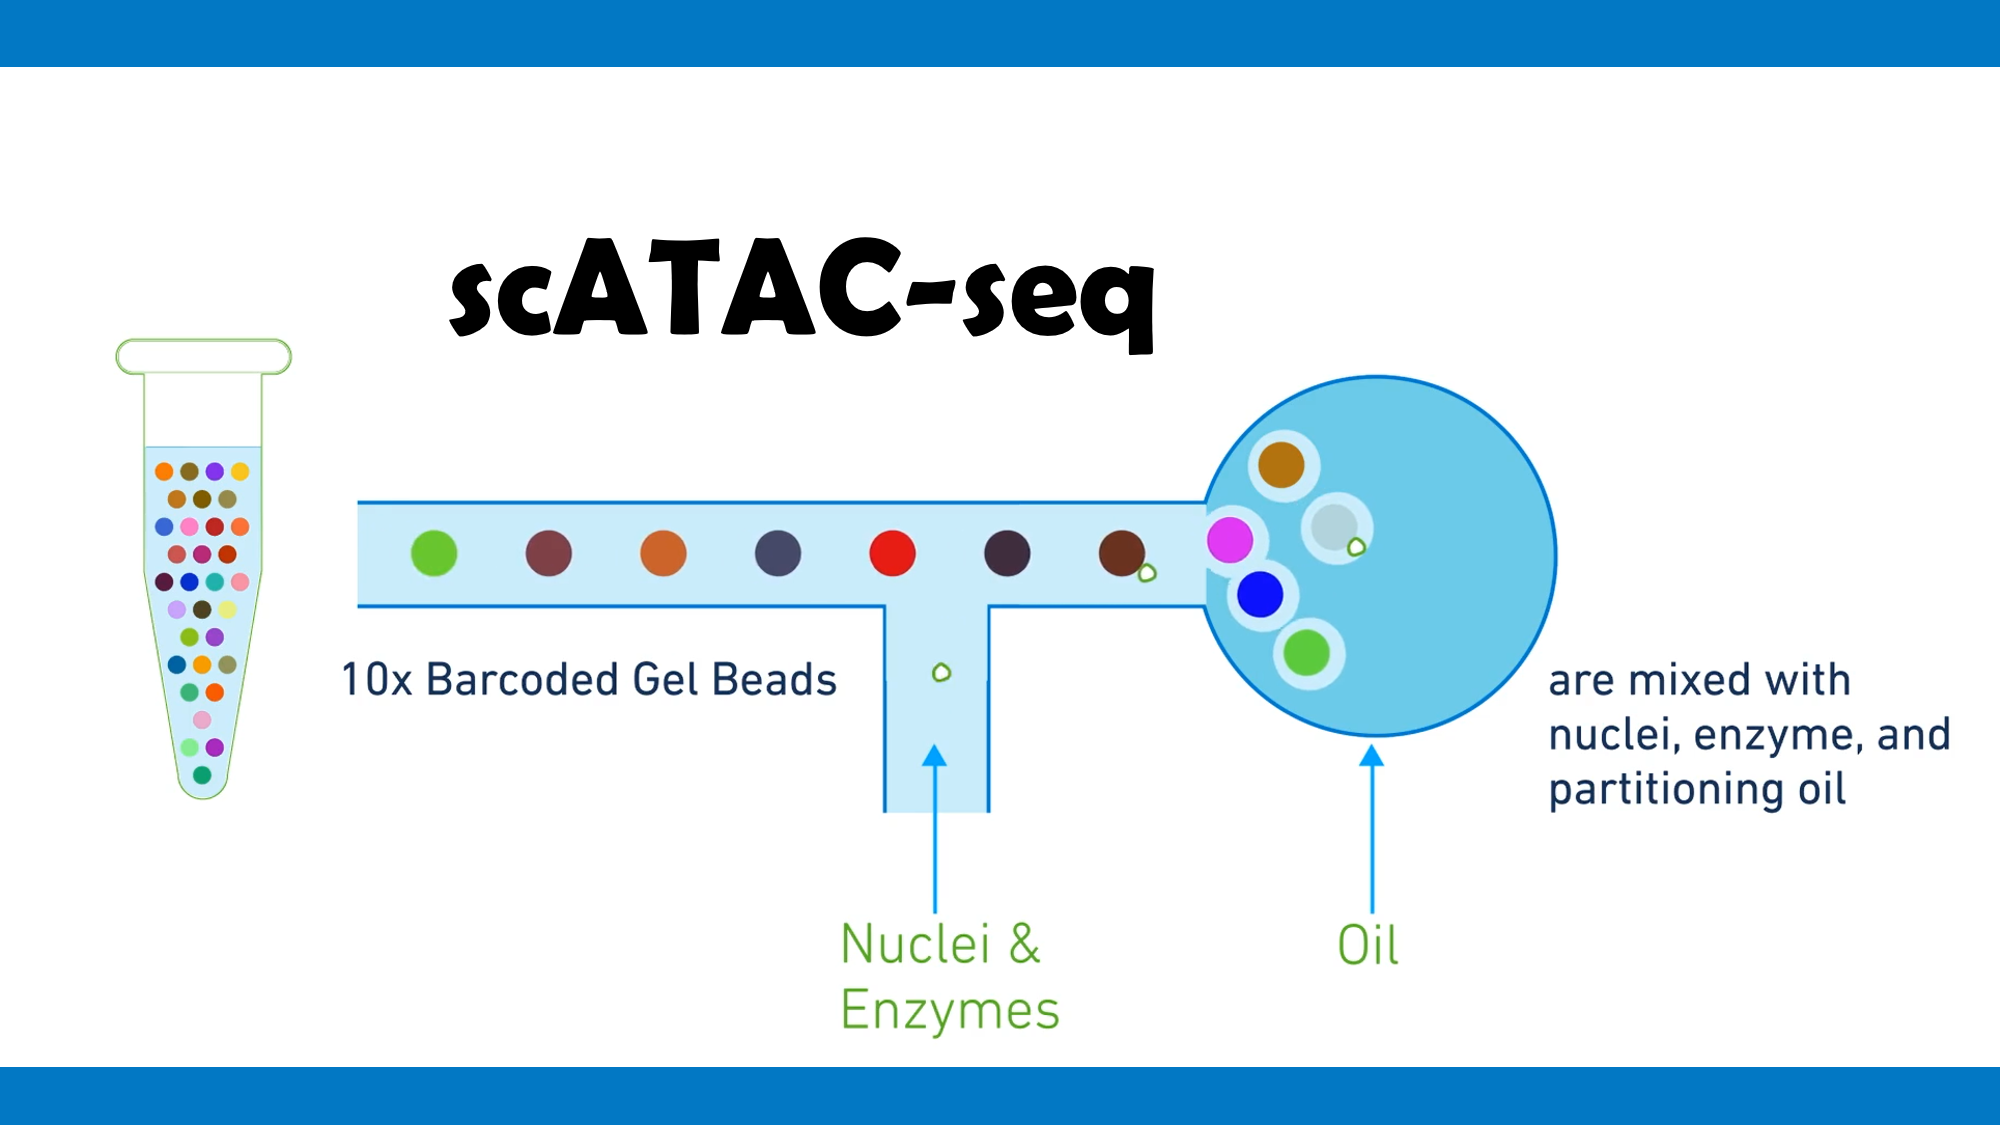 scATAC-seq
10x Barcoded Gel Beads
are mixed with
nuclei, enzyme, and
partitioning oil
Nuclei &
Enzymes
Oil